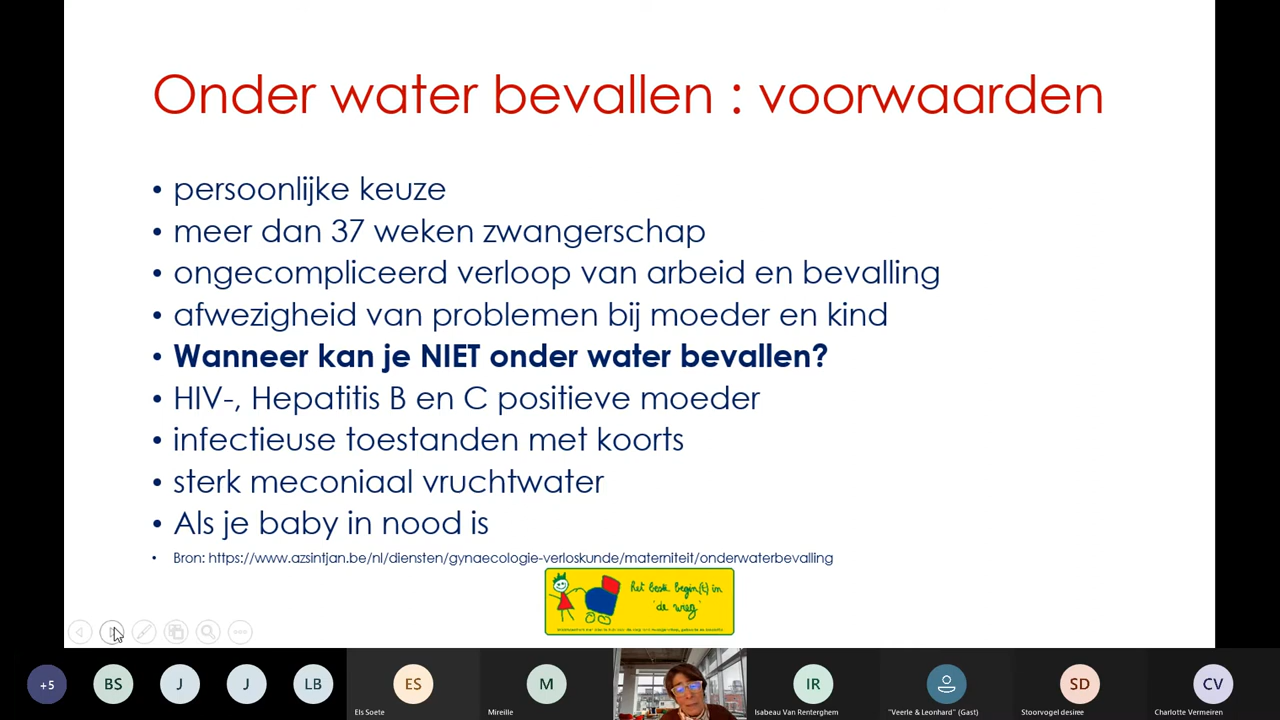 Onder water bevallen : voorwaarden
• persoonlijke keuze
• meer dan 37 weken zwangerschap
• ongecompliceerd verloop van arbeid en bevalling
• afwezigheid van problemen bij moeder en kind
• Wanneer kan je NIET onder water bevallen?
• HIV-, Hepatitis B en C positieve moeder
• infectieuse toestanden met koorts
• sterk meconiaal vruchtwater
• Als je baby in nood is
• Bron: https://www.azsintjan.be/nl/diensten/gynaecologie-verloskunde/materniteit/onderwaterbevalling
Het beste begin(t) in
'de weg'
+5 BS J J LB ES M IR SD CV
Els Soete Mireille Isabeau Van Renterghem "Veerle & Leonhard" (Gast) Stoorvogel desiree Charlotte Vermeiren